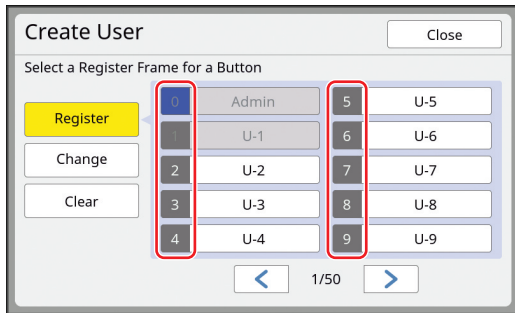 Create User
Close
Select a Register Frame for a Button
Register
Change
Clear
0 Admin 5 U-5
1 U-1 6 U-6
2 U-2 7 U-7
3 U-3 8 U-8
4 U-4 9 U-9
< 1/50 >